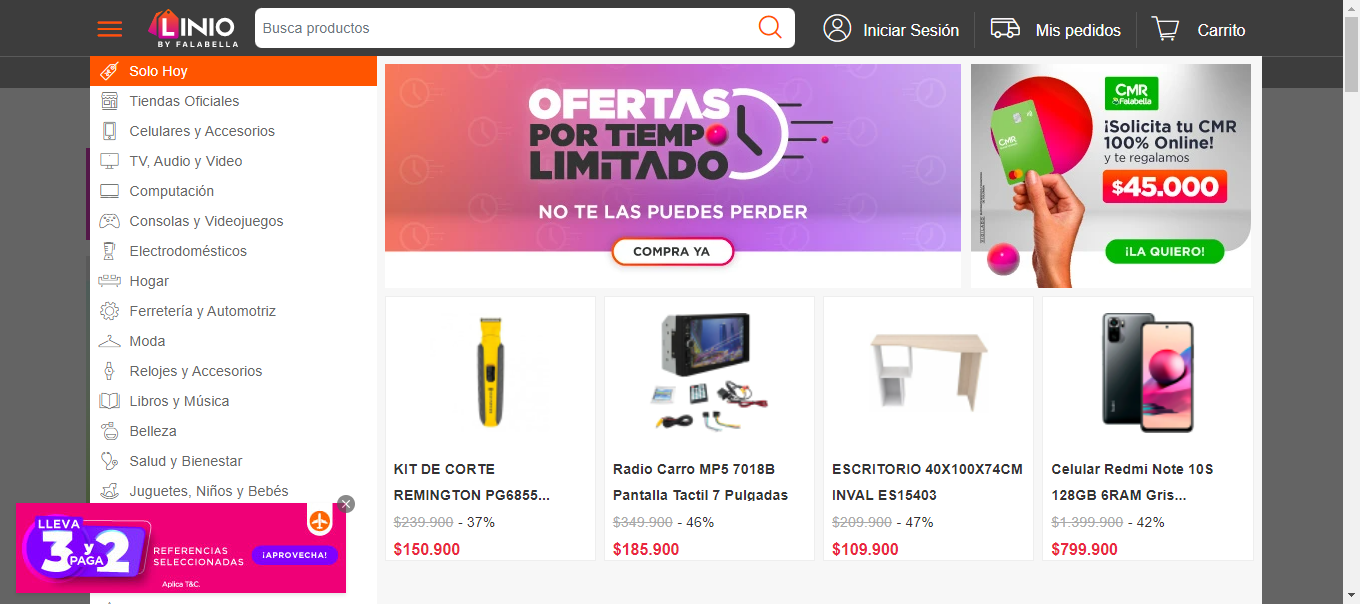 LINIO
BY FALABELLA
Busca productos
Iniciar Sesión
Mis pedidos
Carrito
Solo Hoy
Tiendas Oficiales
Celulares y Accesorios
TV, Audio y Video
Computación
Consolas y Videojuegos
Electrodomésticos
Hogar
Ferretería y Automotriz
Moda
Relojes y Accesorios
Libros y Música
Belleza
Salud y Bienestar
Juguetes, Niños y Bebés
OFERTAS
POR TIEMPO
LIMITADO
NO TE LAS PUEDES PERDER
COMPRA YA
CMR
Falabella
CMR
¡Solicita tu CMR
100% Online!
y te regalamos
$45.000
¡LA QUIERO!
KIT DE CORTE
REMINGTON PG6855...
$239.900 - 37%
$150.900
Radio Carro MP5 7018B
Pantalla Tactil 7 Pulgadas
$349.900 - 46%
$185.900
ESCRITORIO 40X100X74CM
INVAL ES15403
$209.900 - 47%
$109.900
Celular Redmi Note 10S
128GB 6RAM Gris...
$1.399.900 - 42%
$799.900
LLEVA
3 y 2
PAGA
REFERENCIAS
SELECCIONADAS
¡APROVECHA!
Aplica T&C.